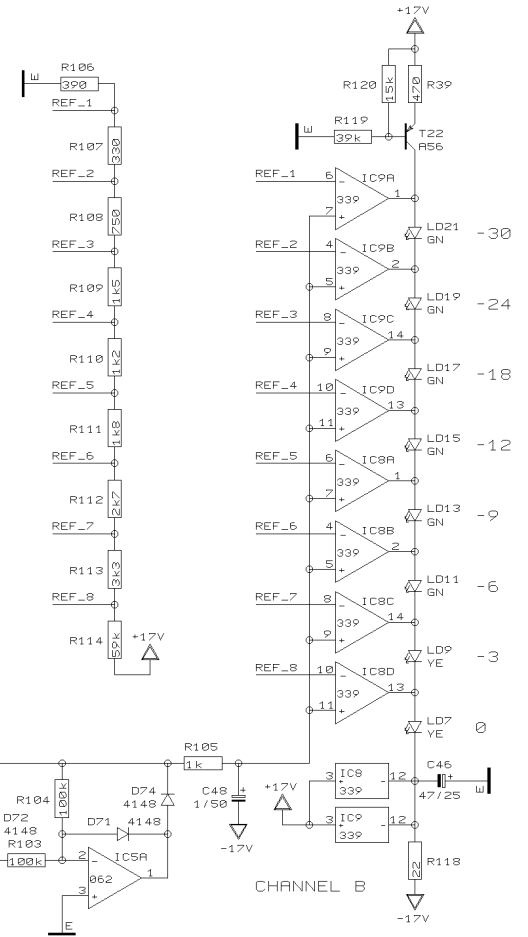 +17V
R106
390
E
REF_1
R107
330
REF_2
R108
750
REF_3
R109
1k5
REF_4
R110
1k2
REF_5
R111
1k8
REF_6
R112
2k7
REF_7
R113
3k3
REF_8
R114
59k
+17V
R120
15k
470
R39
R119
39k
E
T22
A56
REF_1
6
-
IC9A
339
1
7
+
LD21
GN
-30
REF_2
4
-
IC9B
339
2
5
+
LD19
GN
-24
REF_3
8
-
IC9C
339
14
9
+
LD17
GN
-18
REF_4
10
-
IC9D
339
13
11
+
LD15
GN
-12
REF_5
6
-
IC8A
339
1
7
+
LD13
GN
-9
REF_6
4
-
IC8B
339
2
5
+
LD11
GN
-6
REF_7
8
-
IC8C
339
14
9
+
LD9
YE
-3
REF_8
10
-
IC8D
339
13
11
+
LD7
YE
0
R105
1k
R104
100k
D74
4148
C48
1/50
+
-17V
D72
4148
R103
100k
D71
4148
2
-
IC5A
062
1
3
+
E
+17V
3
+
IC8
339
-
12
C46
+
47/25
E
3
+
IC9
339
-
12
R118
22
-17V
CHANNEL B